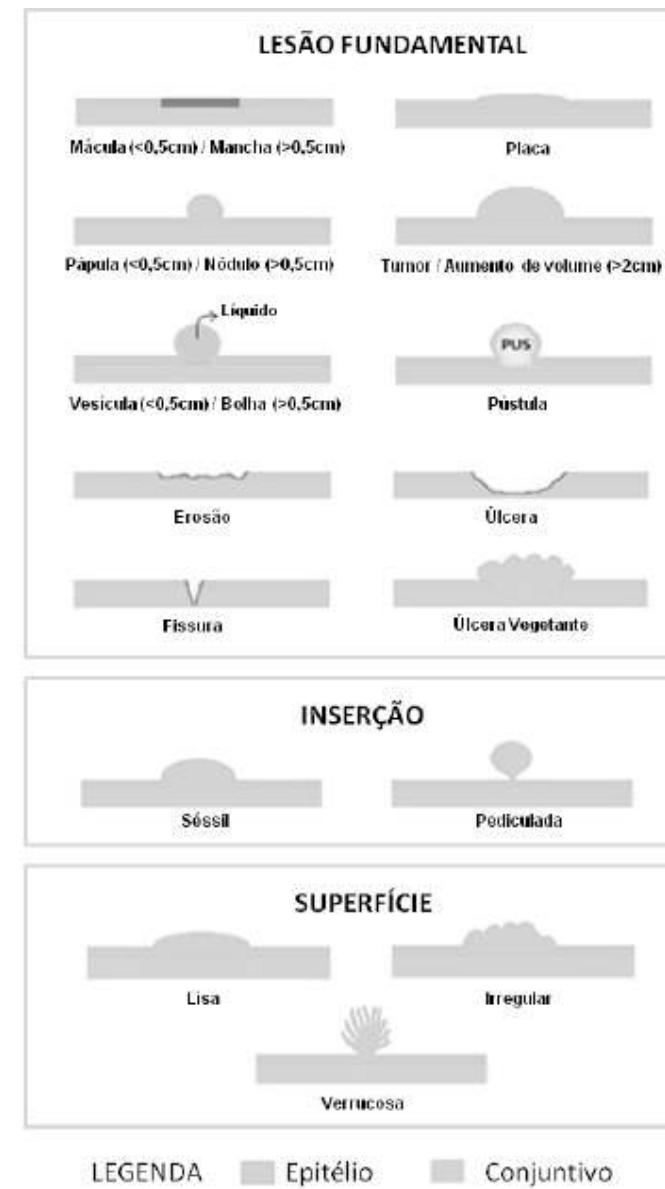 LESÃO FUNDAMENTAL
Mácula (<0,5cm) / Mancha (>0,5cm)
Placa
Pápula (<0,5cm) / Nódulo (>0,5cm)
Tumor / Aumento de volume (>2cm)
Líquido
PUS
Vesícula (<0,5cm) / Bolha (>0,5cm)
Pústula
Erosão
Úlcera
Fissura
Úlcera Vegetante
INSERÇÃO
Séssil
Pediculada
SUPERFÍCIE
Lisa
Irregular
Verrucosa
LEGENDA Epitélio Conjuntivo